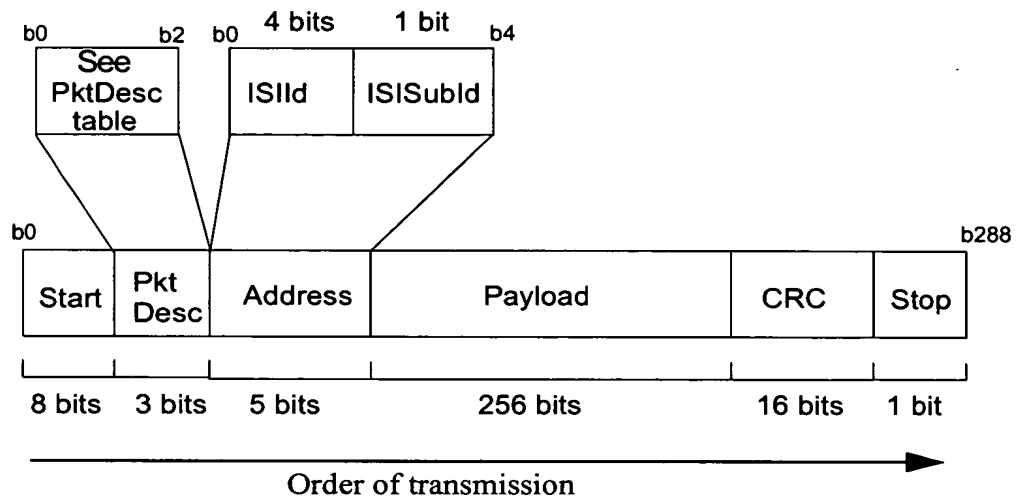 4 bits 1 bit
b0 b2 b0 b4
See
PktDesc
table
ISIId ISISubId
b0 b288
Start Pkt
Desc Address Payload CRC Stop
8 bits 3 bits 5 bits 256 bits 16 bits 1 bit
Order of transmission